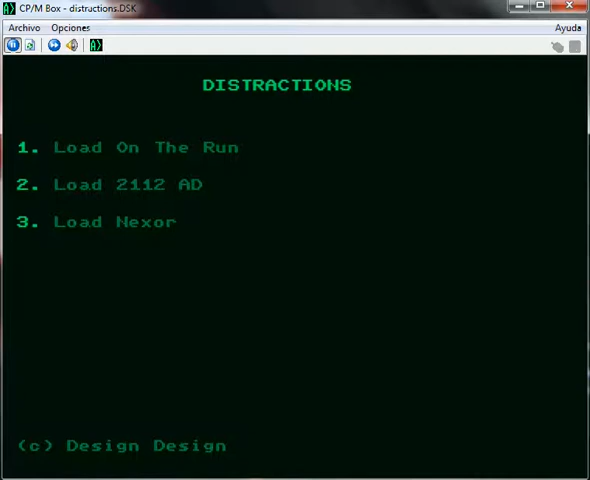 CP/M Box - distructions.DSK
Archivo Opciones Ayuda
DISTRACTIONS
1. Load On The Run
2. Load 2112 AD
3. Load Nexor
(c) Design Design